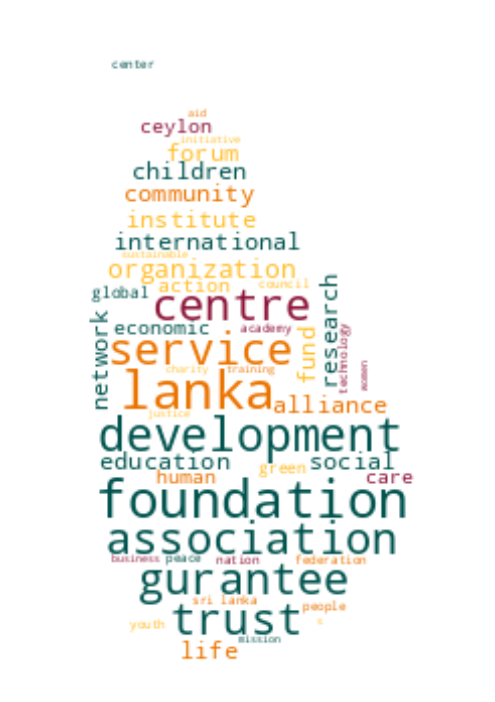 center
aid
ceylon
initiative
forum
children
community
institute
international
sustainable
organization
action council
global
centre
network
economic academy
research
fund
technology
service
charity training
women
lanka
alliance
justice
development
education
green social
human
care
foundation
association
business peace nation federation
gurantee
sri lanka
people
trust
youth
s
mission
life